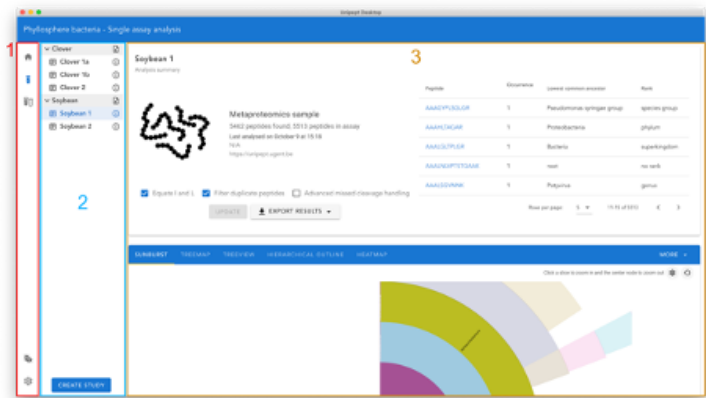 Unipept Desktop
Phyllosphere bacteria - Single assay analysis
1
Clover
Clover 1a
Clover 1b
Clover 2
Soybean
Soybean 1
Soybean 2
2
CREATE STUDY
3
Soybean 1
Analysis summary
Metaproteomics sample
5513 peptides in assay
Last analysed on October 9 at 15:18
N/A
https://unipept.ugent.be
Equate I and L
Filter duplicate peptides
Advanced missed cleavage handling
UPDATE
EXPORT RESULTS
Peptide Occurrence Lowest common ancestor Rank
1 Pseudomonas syringae group species group
1 Proteobacteria phylum
1 Bacteria superkingdom
1 root no rank
1 Potyvirus genus
Rows per page: 5
SUNBURST TREEMAP TREEVIEW HIERARCHICAL OUTLINE HEATMAP MORE
Click a slice to zoom in and the center node to zoom out